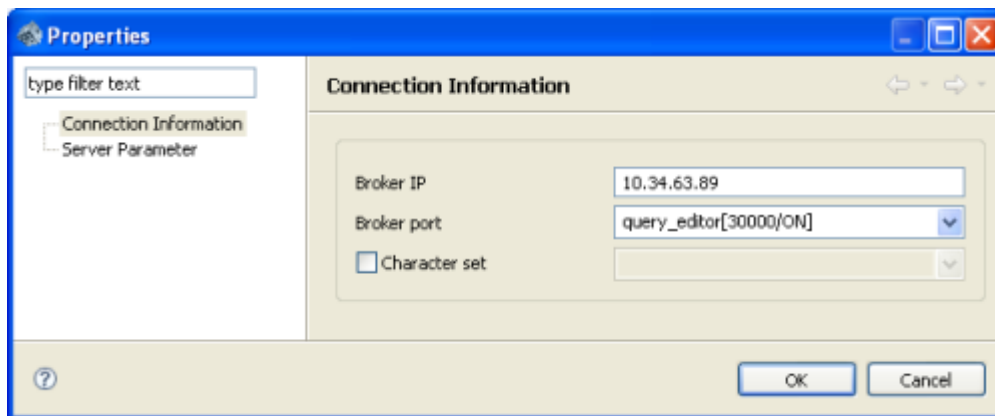 Properties
type filter text
Connection Information
Connection Information
Server Parameter
Broker IP
10.34.63.89
Broker port
query_editor[30000/ON]
Character set
OK
Cancel